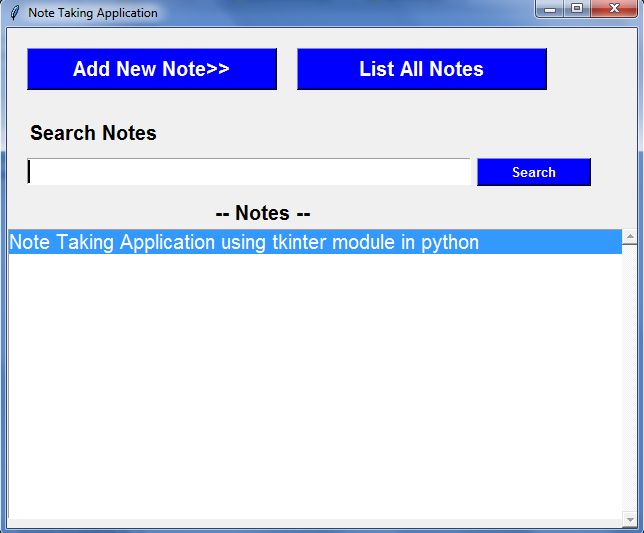 Note Taking Application
Add New Note>> List All Notes
Search Notes
Search
-- Notes --
Note Taking Application using tkinter module in python